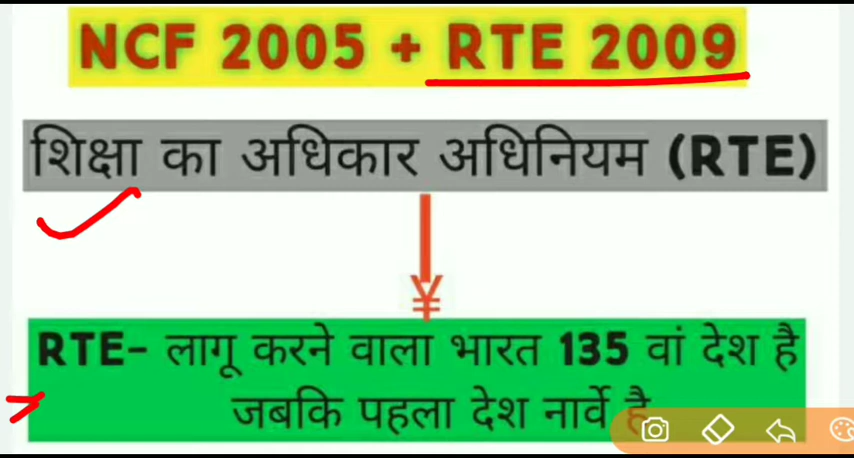 NCF 2005 + RTE 2009
शिक्षा का अधिकार अधिनियम (RTE)
RTE- लागू करने वाला भारत 135 वां देश है
जबकि पहला देश नार्वे है